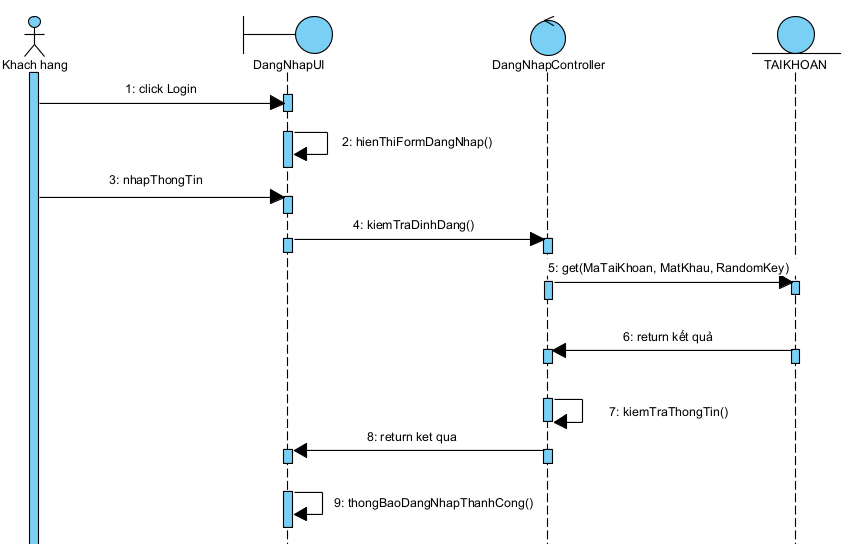 Khach hang
DangNhapUI
DangNhapController
TAIKHOAN
1: click Login
2: hienThiFormDangNhap()
3: nhapThongTin
4: kiemTraDinhDang()
5: get(MaTaiKhoan, MatKhau, RandomKey)
6: return kết quả
7: kiemTraThongTin()
8: return ket qua
9: thongBaoDangNhapThanhCong()